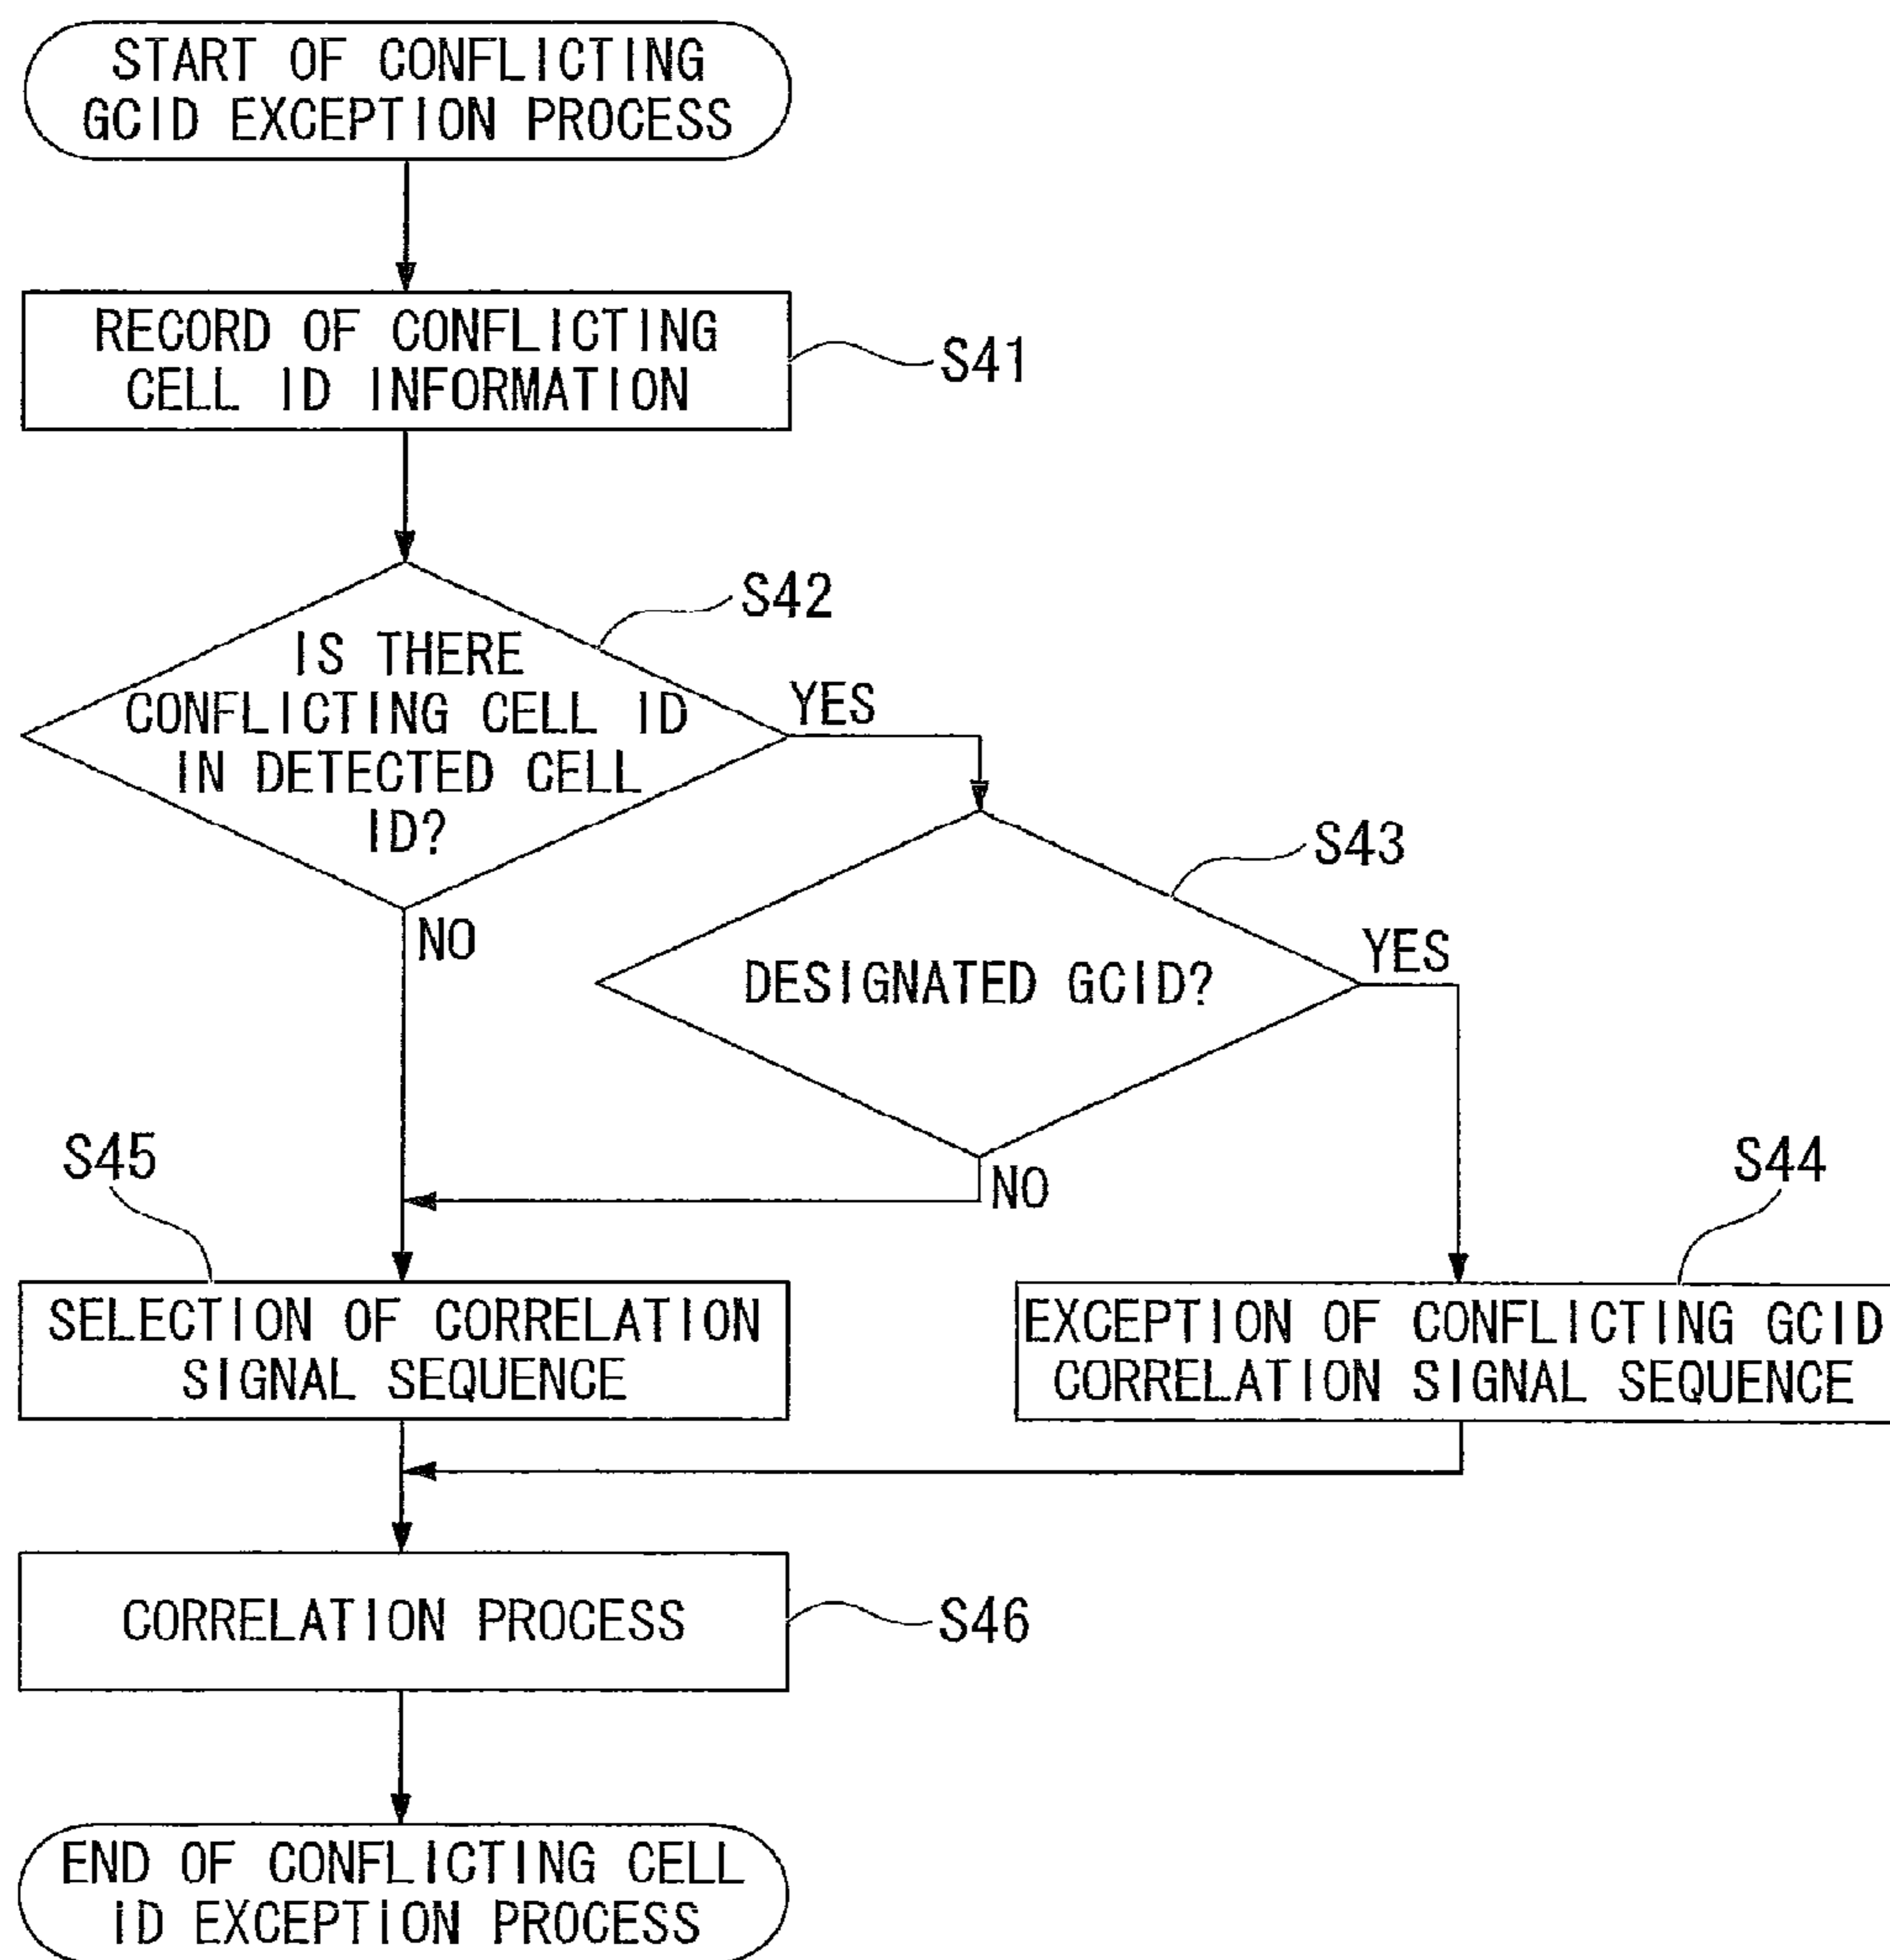 START OF CONFLICTING
GCID EXCEPTION PROCESS
RECORD OF CONFLICTING
CELL ID INFORMATION
S41
S42
IS THERE
CONFLICTING CELL ID
IN DETECTED CELL
ID?
YES
NO
S43
DESIGNATED GCID?
YES
NO
S45
SELECTION OF CORRELATION
SIGNAL SEQUENCE
S44
EXCEPTION OF CONFLICTING GCID
CORRELATION SIGNAL SEQUENCE
CORRELATION PROCESS
S46
END OF CONFLICTING CELL
ID EXCEPTION PROCESS